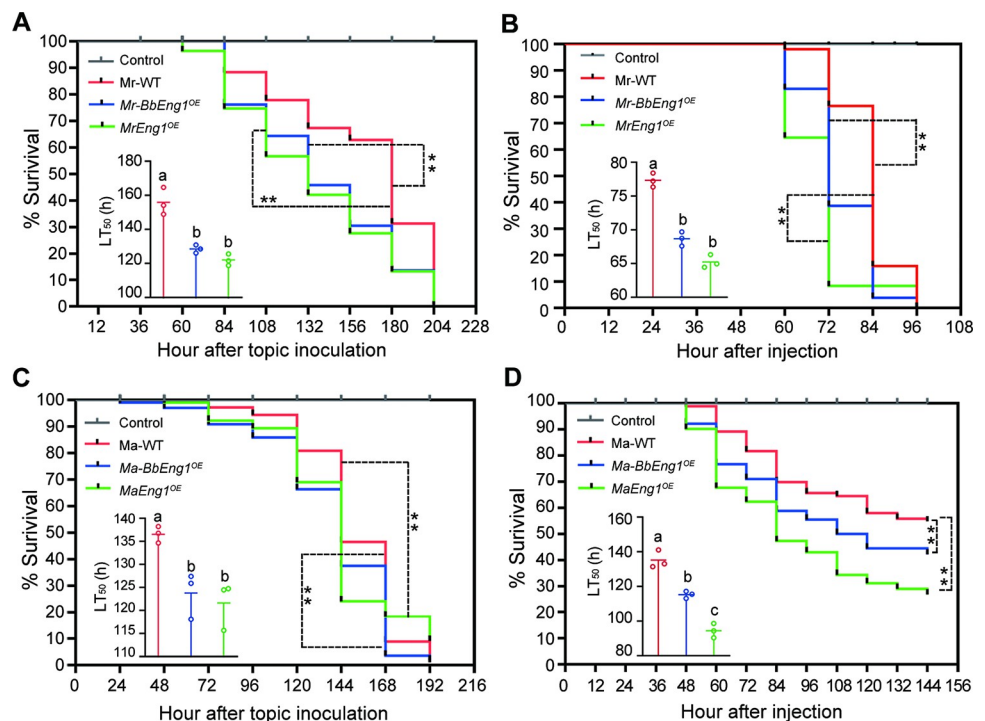 A
% Surivival
100
90
80
70
60
50
40
30
20
10
0
Control
Mr-WT
Mr-BbEng1OE
MrEng1OE
LT50 (h)
180
160
140
120
100
a
b
b
**
**
12 36 60 84 108 132 156 180 204 228
Hour after topic inoculation
B
% Surivival
100
90
80
70
60
50
40
30
20
10
0
Control
Mr-WT
Mr-BbEng1OE
MrEng1OE
LT50 (h)
80
75
70
65
60
a
b
b
**
**
0 12 24 36 48 60 72 84 96 108
Hour after injection
C
% Surivival
100
90
80
70
60
50
40
30
20
10
0
Control
Ma-WT
Ma-BbEng1OE
MaEng1OE
LT50 (h)
140
135
130
125
120
115
110
a
b
b
**
**
0 24 48 72 96 120 144 168 192 216
Hour after topic inoculation
D
% Surivival
100
90
80
70
60
50
40
30
20
10
0
Control
Ma-WT
Ma-BbEng1OE
MaEng1OE
LT50 (h)
160
140
120
100
80
a
b
c
**
**
0 12 24 36 48 60 72 84 96 108 120 132 144 156
Hour after injection